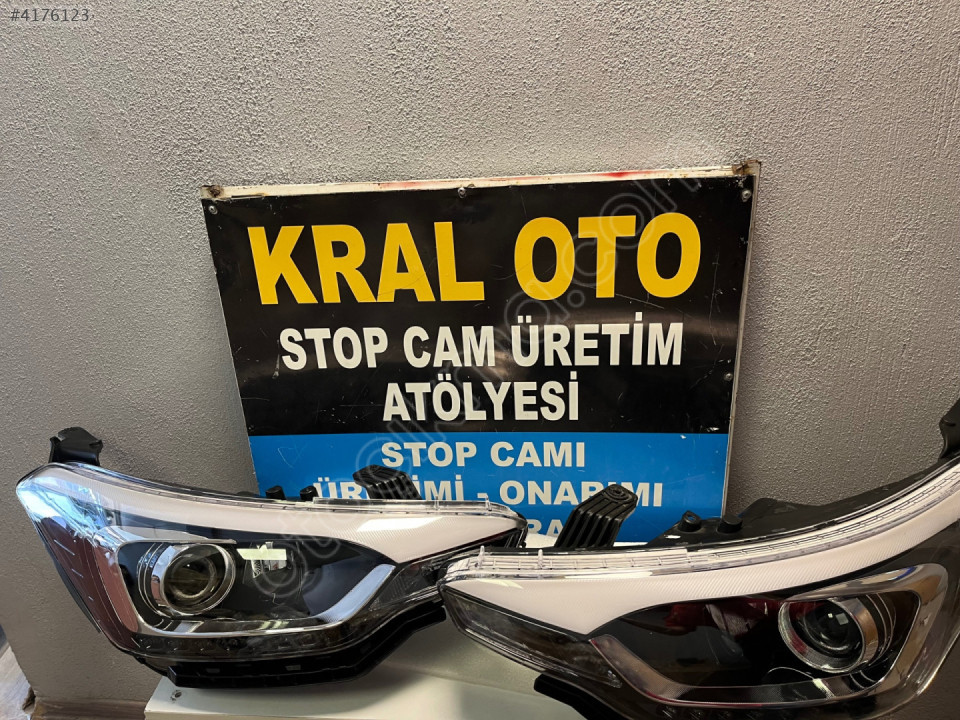 #4176123
KRAL OTO
STOP CAM ÜRETİM
ATÖLYESİ
STOP CAMI
- ONARIMI